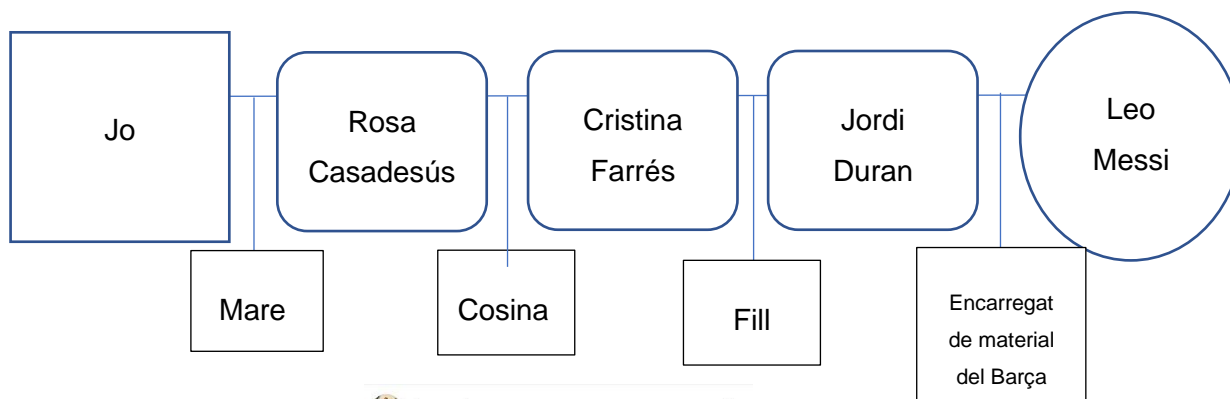 Jo
Rosa
Casadesús
Cristina
Farrés
Jordi
Duran
Leo
Messi
Mare
Cosina
Fill
Encarregat
de material
del Barça